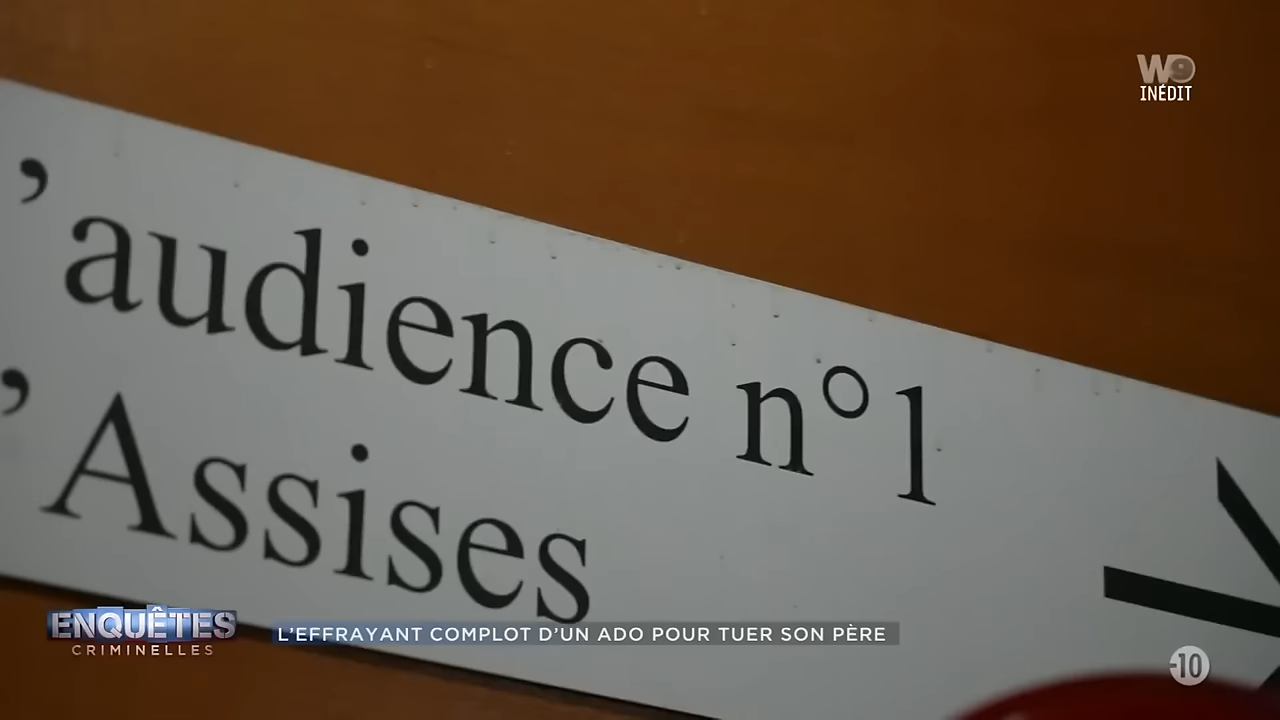 W9
INÉDIT
’audience n°1
’Assises
ENQUÊTES
CRIMINELLES
L’EFFRAYANT COMPLOT D’UN ADO POUR TUER SON PÈRE
-10